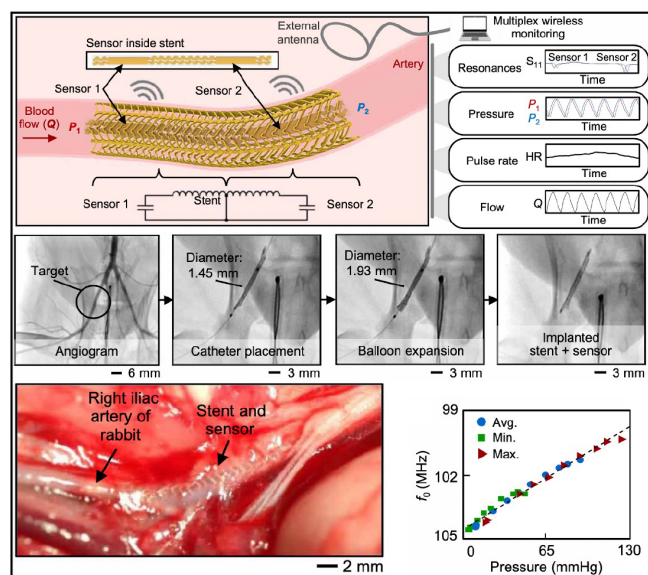 External
antenna
Multiplex wireless
monitoring
Sensor inside stent
Artery
Sensor 1
Sensor 2
Blood
flow (Q)
P1
P2
Sensor 1
Stent
Sensor 2
Resonances
S11
Sensor 1 Sensor 2
Time
Pressure
P1
P2
Time
Pulse rate
HR
Time
Flow
Q
Time
Target
Angiogram
6 mm
Diameter:
1.45 mm
Catheter placement
3 mm
Diameter:
1.93 mm
Balloon expansion
3 mm
Implanted
stent + sensor
3 mm
Right iliac
artery of
rabbit
Stent and
sensor
2 mm
99
102
105
f0 (MHz)
Avg.
Min.
Max.
0
65
130
Pressure (mmHg)